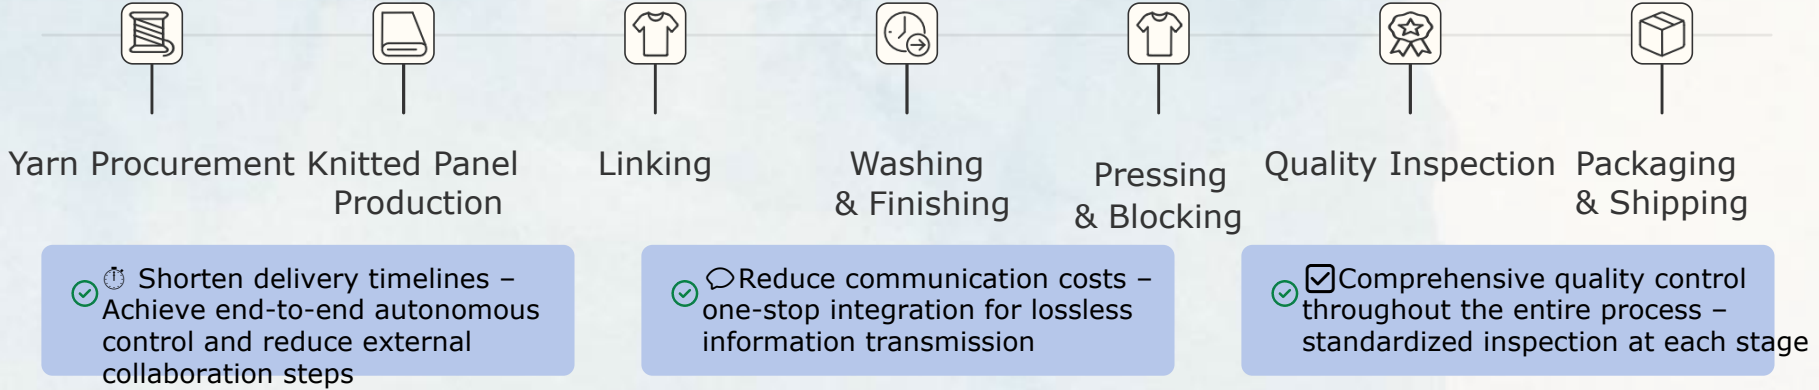 Yarn Procurement
Knitted Panel
Production
Linking
Washing
& Finishing
Pressing
& Blocking
Quality Inspection
Packaging
& Shipping
⏱ Shorten delivery timelines –
Achieve end-to-end autonomous
control and reduce external
collaboration steps
Reduce communication costs –
one-stop integration for lossless
information transmission
Comprehensive quality control
throughout the entire process –
standardized inspection at each stage